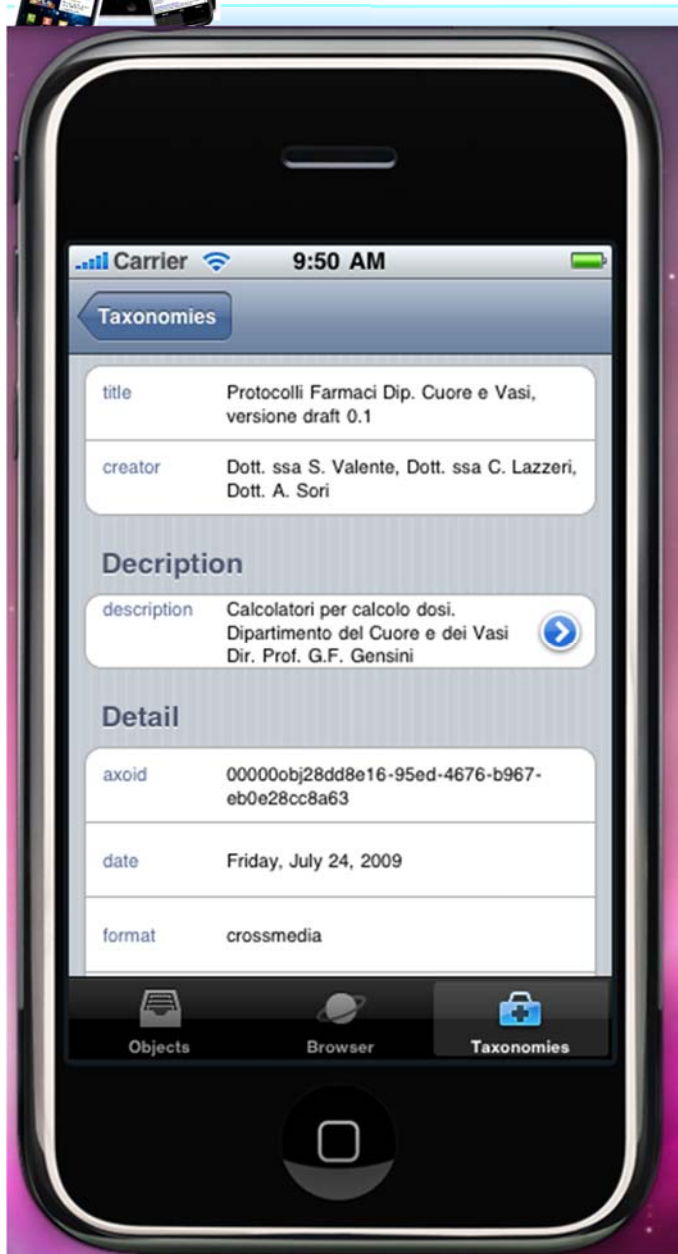 Carrier 9:50 AM
Taxonomies
title Protocolli Farmaci Dip. Cuore e Vasi,
versione draft 0.1
creator Dott. ssa S. Valente, Dott. ssa C. Lazzeri,
Dott. A. Sori
Decription
description Calcolatori per calcolo dosi.
Dipartimento del Cuore e dei Vasi
Dir. Prof. G.F. Gensini
Detail
axoid 00000obj28dd8e16-95ed-4676-b967-
eb0e28cc8a63
date Friday, July 24, 2009
format crossmedia
Objects Browser Taxonomies